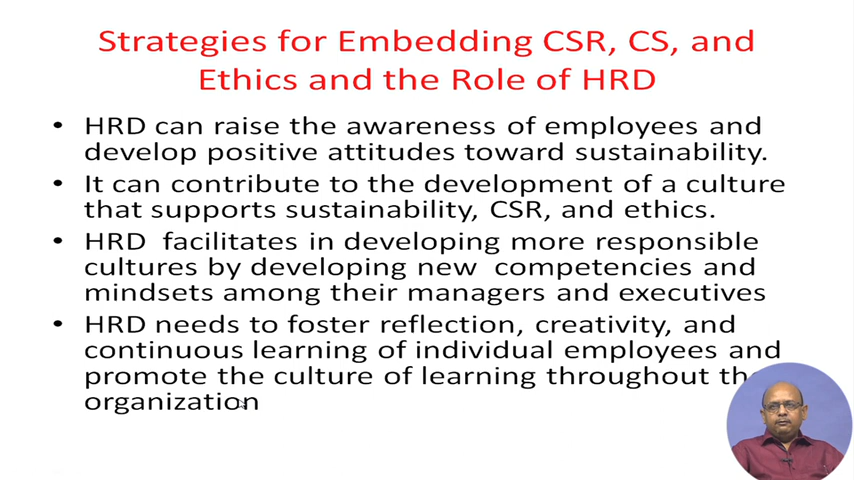 Strategies for Embedding CSR, CS, and
Ethics and the Role of HRD
• HRD can raise the awareness of employees and
develop positive attitudes toward sustainability.
• It can contribute to the development of a culture
that supports sustainability, CSR, and ethics.
• HRD facilitates in developing more responsible
cultures by developing new competencies and
mindsets among their managers and executives
• HRD needs to foster reflection, creativity, and
continuous learning of individual employees and
promote the culture of learning throughout the
organization